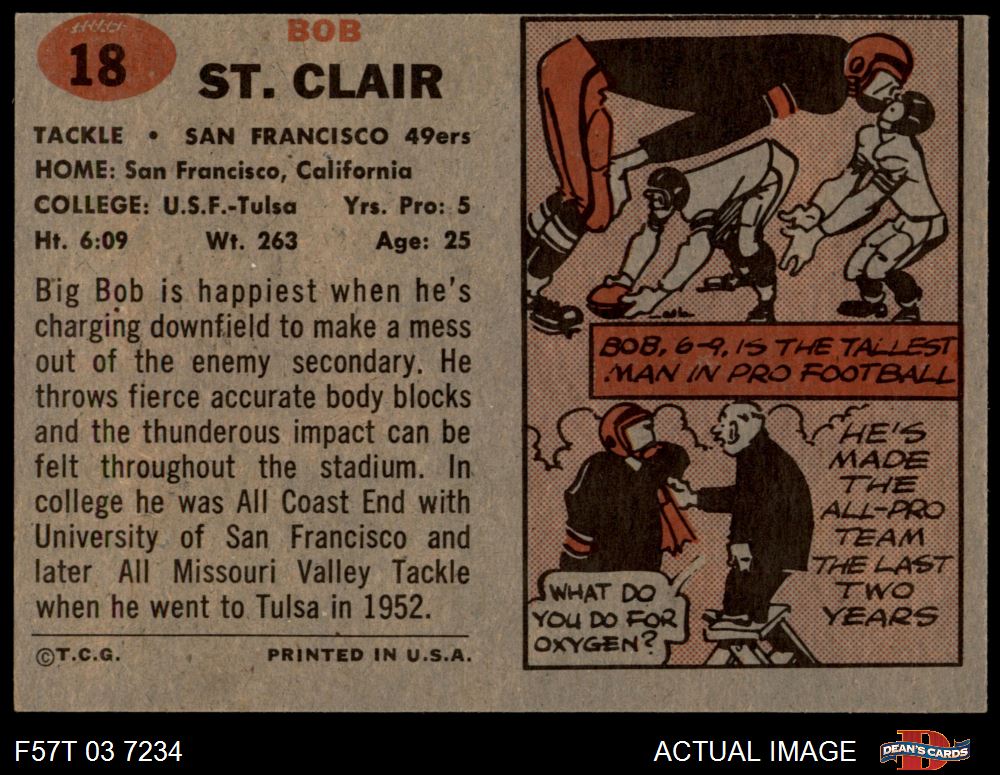 18
BOB
ST. CLAIR
TACKLE • SAN FRANCISCO 49ers
HOME: San Francisco, California
COLLEGE: U.S.F.-Tulsa Yrs. Pro: 5
Ht. 6:09 Wt. 263 Age: 25
Big Bob is happiest when he's
charging downfield to make a mess
out of the enemy secondary. He
throws fierce accurate body blocks
and the thunderous impact can be
felt throughout the stadium. In
college he was All Coast End with
University of San Francisco and
later All Missouri Valley Tackle
when he went to Tulsa in 1952.
©T.C.G. PRINTED IN U.S.A.
BOB, 6-9, IS THE TALLEST
MAN IN PRO FOOTBALL
HE'S
MADE
THE
ALL-PRO
TEAM
THE LAST
TWO
YEARS
WHAT DO
YOU DO FOR
OXYGEN?
F57T 03 7234
ACTUAL IMAGE
D
DEAN'S CARDS